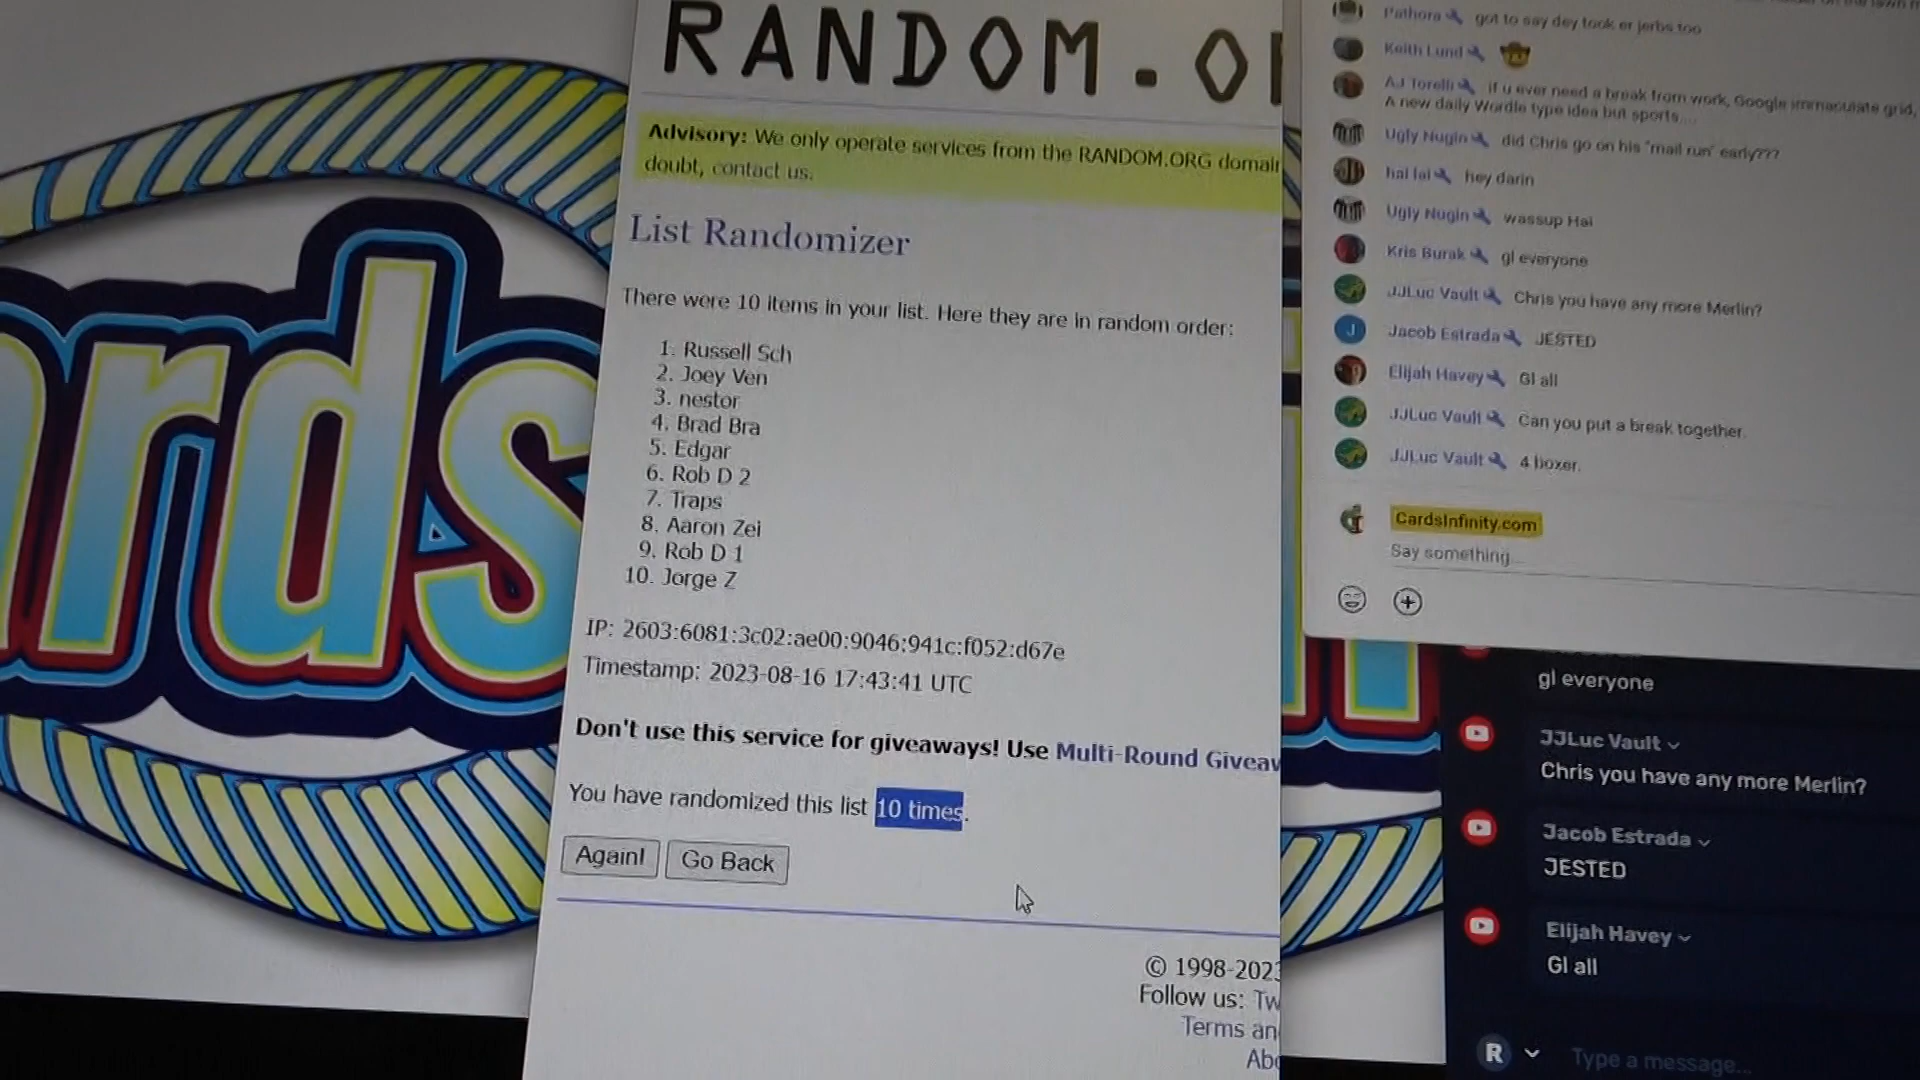 RANDOM.O
Advisory: We only operate services from the RANDOM.ORG domain
doubt, contact us.
List Randomizer
There were 10 items in your list. Here they are in random order:
1. Russell Sch
2. Joey Ven
3. nestor
4. Brad Bra
5. Edgar
6. Rob D 2
7. Traps
8. Aaron Zei
9. Rob D 1
10. Jorge Z
IP: 2603:6081:3c02:ae00:9046:941c:f052:d67e
Timestamp: 2023-08-16 17:43:41 UTC
Don't use this service for giveaways! Use Multi-Round Giveaw
You have randomized this list 10 times.
Again!
Go Back
© 1998-2023
Follow us: Tw
Terms an
Abo
ards
Pathora got to say dey took er jerbs too
Keith Lund
AJ Torelli if u ever need a break from work, Google immaculate grid,
A new daily Wordle type idea but sports....
Ugly Nugin did Chris go on his "mail run" early???
hai lai hey darin
Ugly Nugin wassup Hai
Kris Burak gl everyone
JJLuc Vault Chris you have any more Merlin?
J Jacob Estrada JESTED
Elijah Havey Gl all
JJLuc Vault Can you put a break together.
JJLuc Vault 4 boxer.
CardsInfinity.com
Say something...
gl everyone
JJLuc Vault
Chris you have any more Merlin?
Jacob Estrada
JESTED
Elijah Havey
Gl all
R
Type a message...